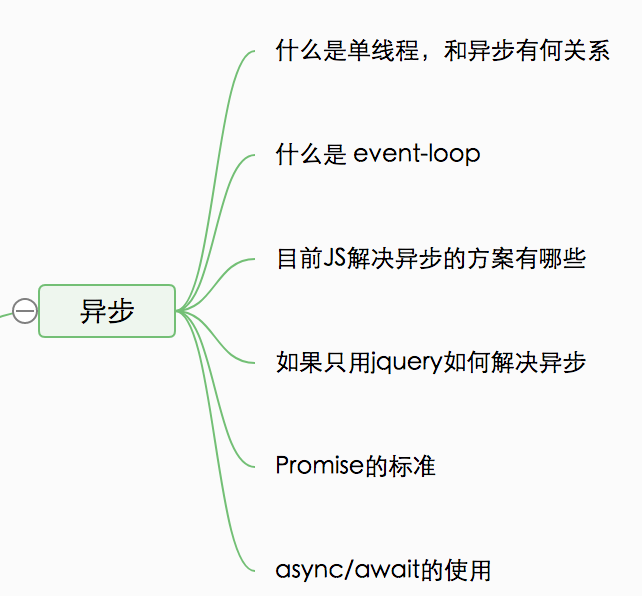 什么是单线程，和异步有何关系
什么是 event-loop
目前JS解决异步的方案有哪些
异步
如果只用jquery如何解决异步
Promise的标准
async/await的使用